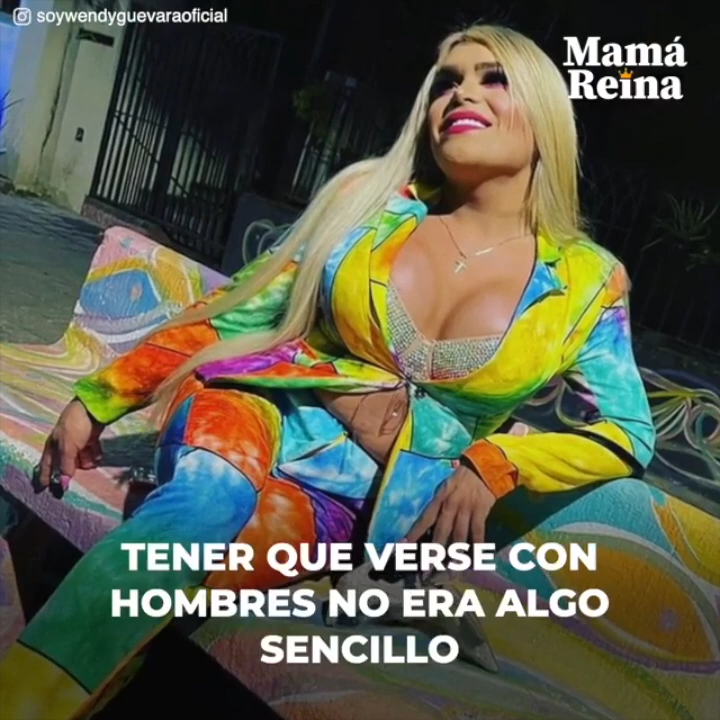 soywendyguevaraoficial
Mamá
Reina
TENER QUE VERSE CON
HOMBRES NO ERA ALGO
SENCILLO